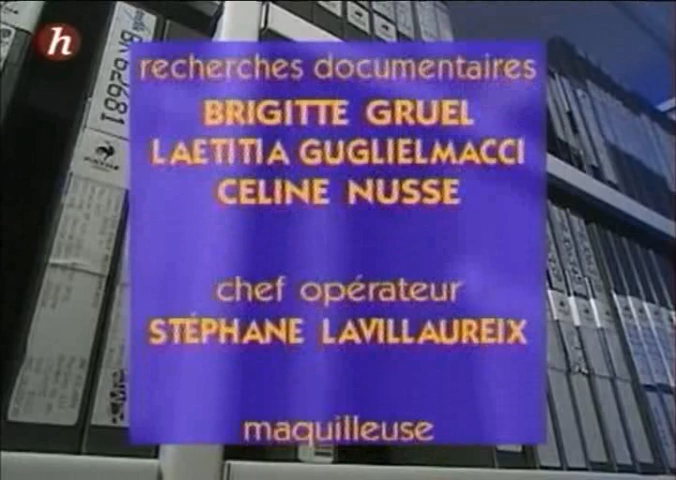 h
recherches documentaires
BRIGITTE GRUEL
LAETITIA GUGLIELMACCI
CELINE NUSSE
chef opérateur
STÉPHANE LAVILLAUREIX
maquilleuse